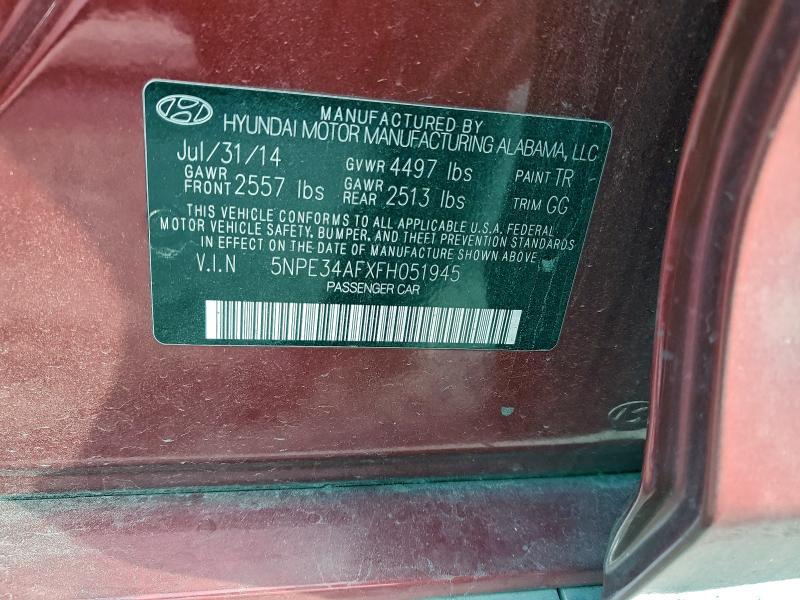 MANUFACTURED BY
HYUNDAI MOTOR MANUFACTURING ALABAMA, LLC
Jul/31/14 GVWR 4497 lbs PAINT TR
GAWR FRONT 2557 lbs GAWR REAR 2513 lbs TRIM GG
THIS VEHICLE CONFORMS TO ALL APPLICABLE U.S.A. FEDERAL
MOTOR VEHICLE SAFETY, BUMPER, AND THEFT PREVENTION STANDARDS
IN EFFECT ON THE DATE OF MANUFACTURE SHOWN ABOVE.
V.I.N 5NPE34AFXFH051945
PASSENGER CAR